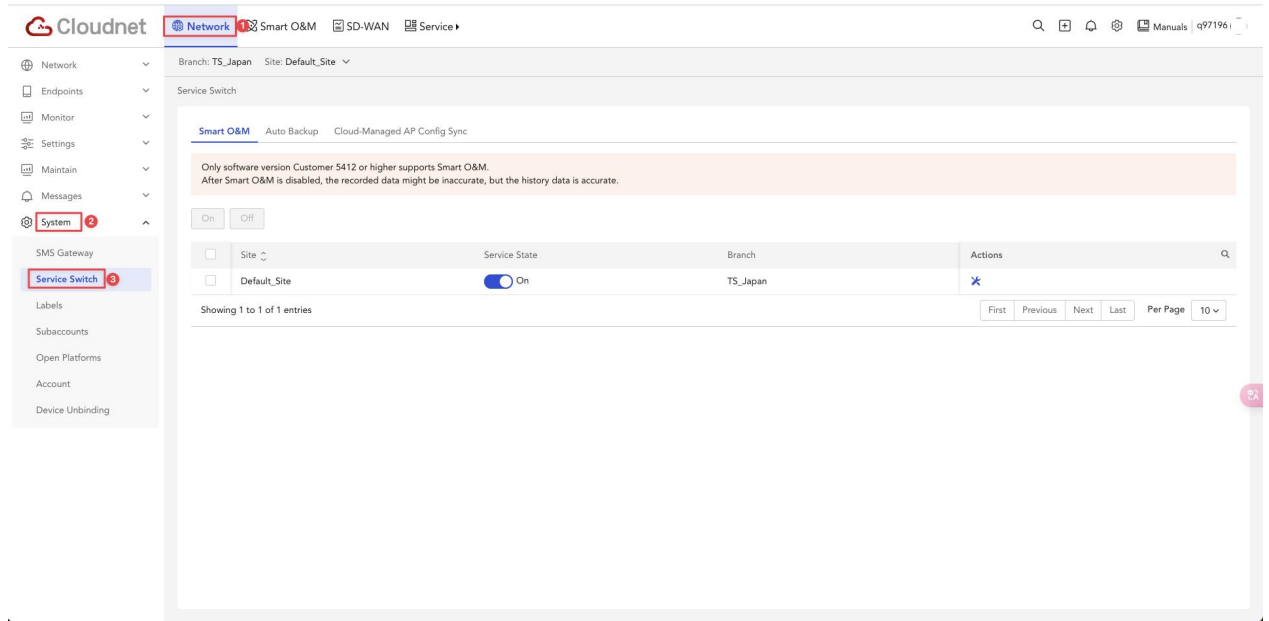 Cloudnet
Network 1 Smart O&M SD-WAN Service
Manuals q97196
Network
Endpoints
Monitor
Settings
Maintain
Messages
System 2
SMS Gateway
Service Switch 3
Labels
Subaccounts
Open Platforms
Account
Device Unbinding
Branch: TS_Japan Site: Default_Site
Service Switch
Smart O&M Auto Backup Cloud-Managed AP Config Sync
Only software version Customer 5412 or higher supports Smart O&M.
After Smart O&M is disabled, the recorded data might be inaccurate, but the history data is accurate.
On Off
Site Service State Branch Actions
Default_Site On TS_Japan
Showing 1 to 1 of 1 entries First Previous Next Last Per Page 10